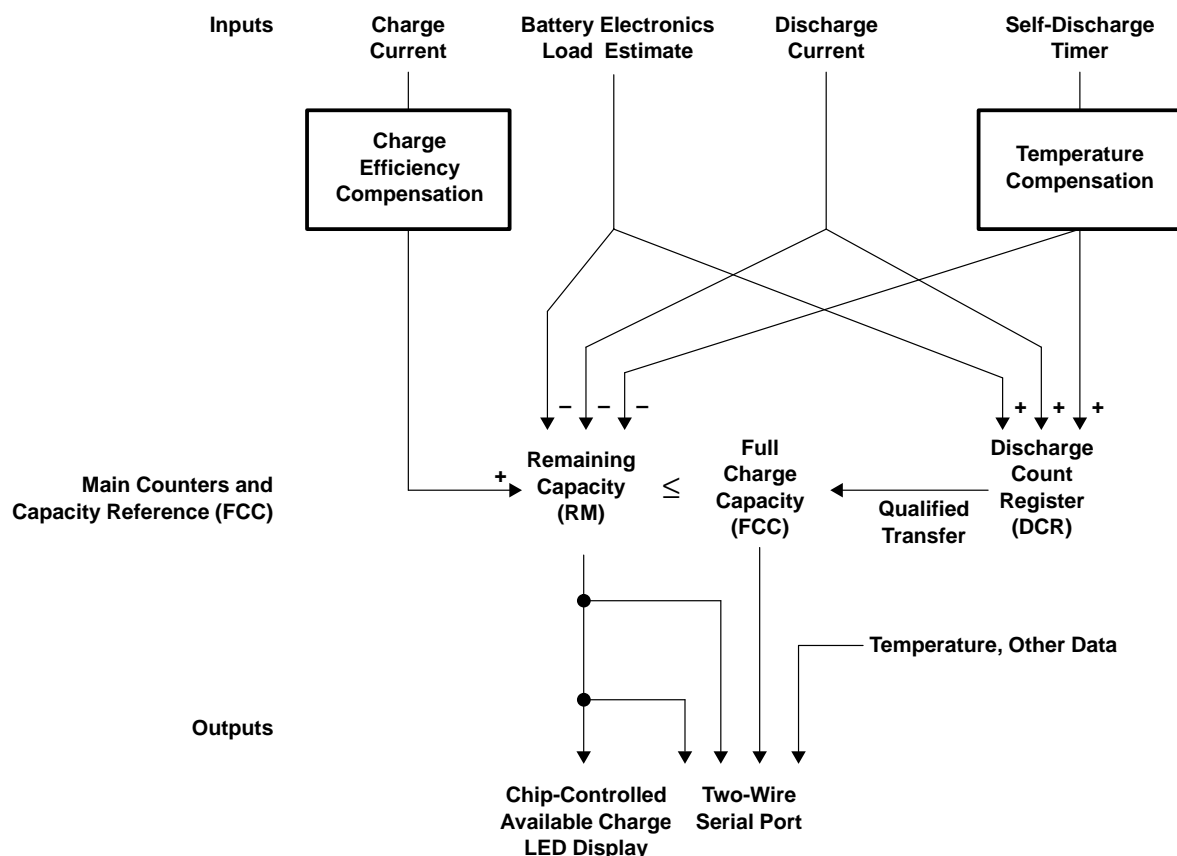 Inputs
Charge
Current
Battery Electronics
Load Estimate
Discharge
Current
Self-Discharge
Timer
Charge
Efficiency
Compensation
Temperature
Compensation
– – –
+ + +
Main Counters and
Capacity Reference (FCC)
+
Remaining
Capacity
(RM)
≤
Full
Charge
Capacity
(FCC)
Qualified
Transfer
Discharge
Count
Register
(DCR)
Temperature, Other Data
Outputs
Chip-Controlled
Available Charge
LED Display
Two-Wire
Serial Port